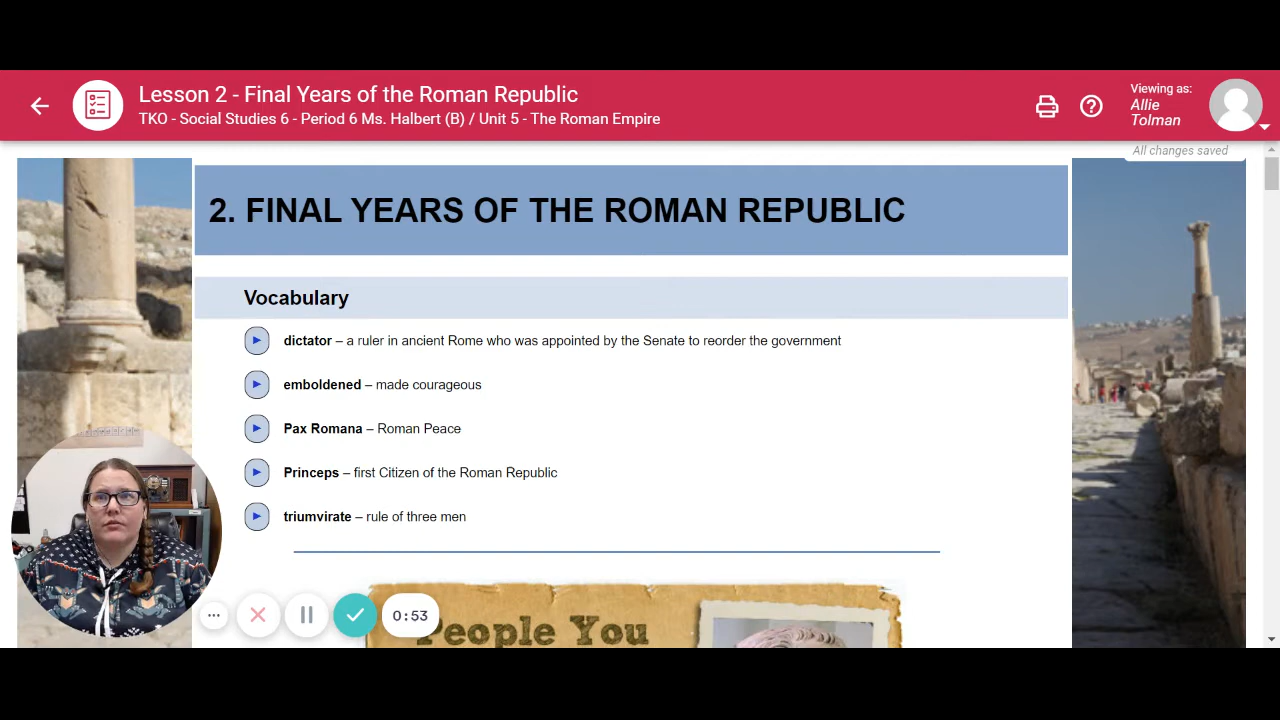 Lesson 2 - Final Years of the Roman Republic
TKO - Social Studies 6 - Period 6 Ms. Halbert (B) / Unit 5 - The Roman Empire
Viewing as:
Allie
Tolman
All changes saved
2. FINAL YEARS OF THE ROMAN REPUBLIC
Vocabulary
dictator – a ruler in ancient Rome who was appointed by the Senate to reorder the government
emboldened – made courageous
Pax Romana – Roman Peace
Princeps – first Citizen of the Roman Republic
triumvirate – rule of three men
0:53
People You